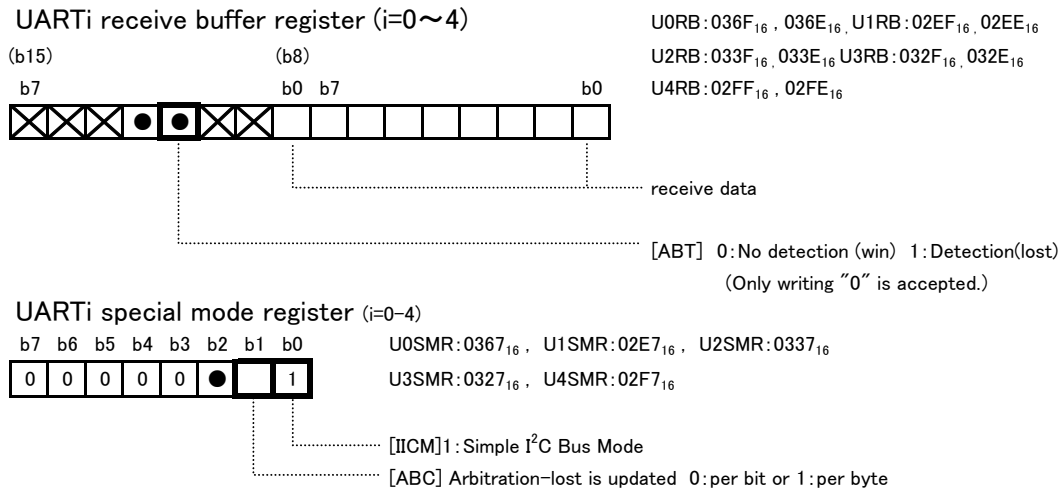 UARTi receive buffer register (i=0～4)
U0RB:036F16 , 036E16 , U1RB:02EF16 , 02EE16
(b15) (b8)
U2RB:033F16 , 033E16 U3RB:032F16 , 032E16
b7 b0 b7 b0
U4RB:02FF16 , 02FE16
receive data
[ABT] 0:No detection (win) 1:Detection(lost)
(Only writing "0" is accepted.)
UARTi special mode register (i=0-4)
b7 b6 b5 b4 b3 b2 b1 b0
U0SMR:036716 , U1SMR:02E716 , U2SMR:033716
0 0 0 0 0 ● 1
U3SMR:032716 , U4SMR:02F716
[IICM]1:Simple I2C Bus Mode
[ABC] Arbitration-lost is updated 0:per bit or 1:per byte